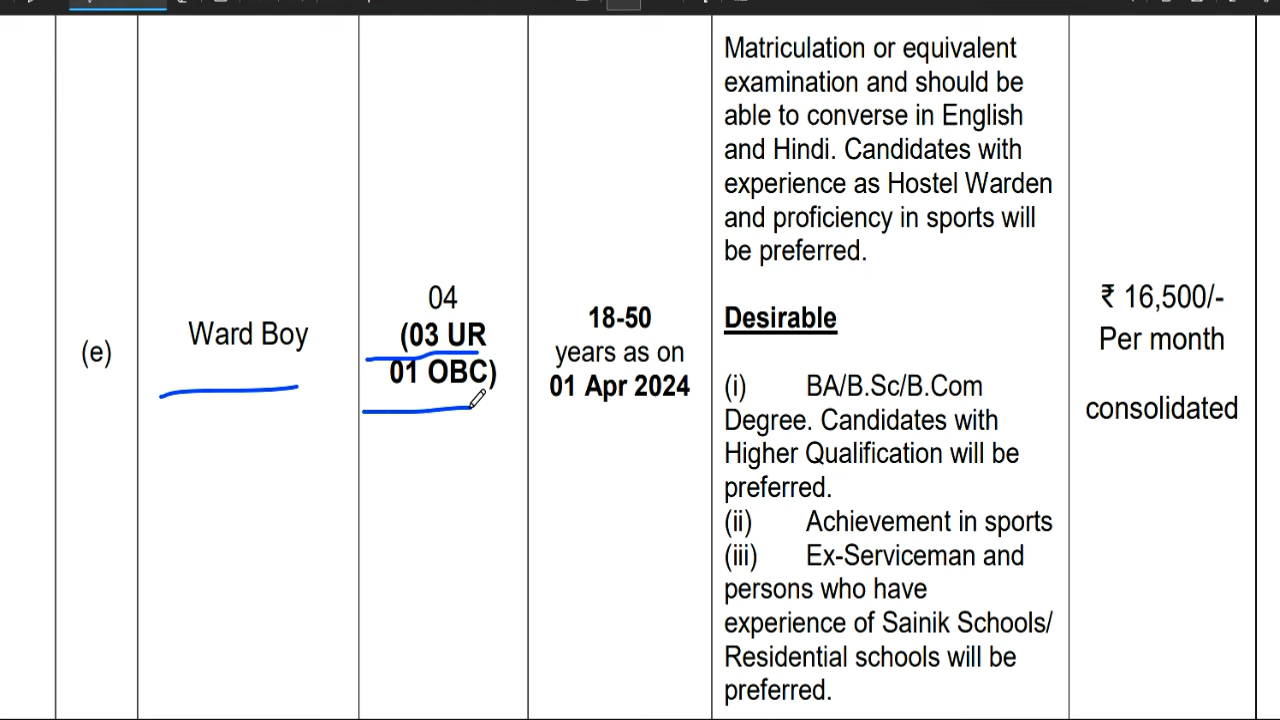 (e)
Ward Boy
04
(03 UR
01 OBC)
18-50
years as on
01 Apr 2024
Matriculation or equivalent
examination and should be
able to converse in English
and Hindi. Candidates with
experience as Hostel Warden
and proficiency in sports will
be preferred.
Desirable
(i) BA/B.Sc/B.Com
Degree. Candidates with
Higher Qualification will be
preferred.
(ii) Achievement in sports
(iii) Ex-Serviceman and
persons who have
experience of Sainik Schools/
Residential schools will be
preferred.
₹ 16,500/-
Per month
consolidated